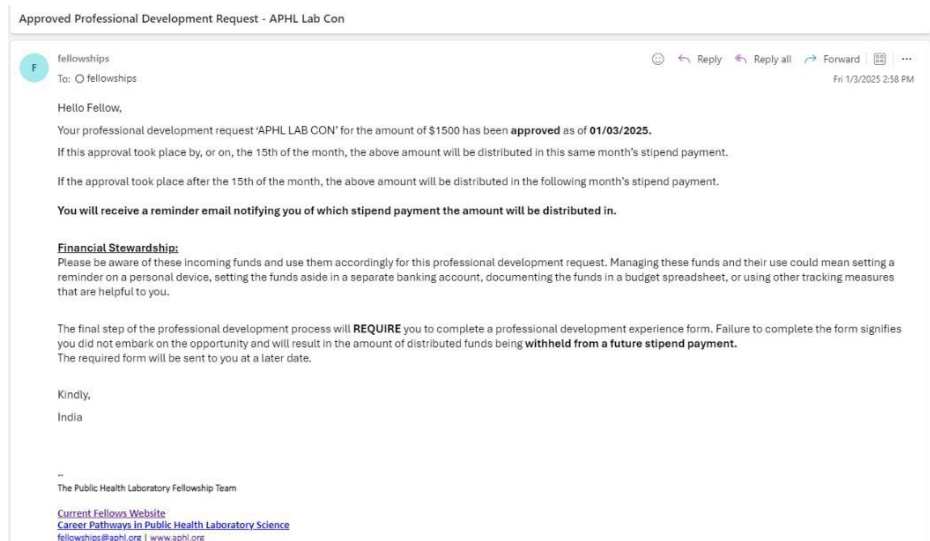 Approved Professional Development Request - APHL Lab Con
fellowships
Reply
Reply all
Forward
F
To: fellowships
Fri 1/3/2025 2:58 PM
Hello Fellow,
Your professional development request ‘APHL LAB CON’ for the amount of $1500 has been approved as of 01/03/2025.
If this approval took place by, or on, the 15th of the month, the above amount will be distributed in this same month’s stipend payment.
If the approval took place after the 15th of the month, the above amount will be distributed in the following month’s stipend payment.
You will receive a reminder email notifying you of which stipend payment the amount will be distributed in.
Financial Stewardship:
Please be aware of these incoming funds and use them accordingly for this professional development request. Managing these funds and their use could mean setting a
reminder on a personal device, setting the funds aside in a separate banking account, documenting the funds in a budget spreadsheet, or using other tracking measures
that are helpful to you.
The final step of the professional development process will REQUIRE you to complete a professional development experience form. Failure to complete the form signifies
you did not embark on the opportunity and will result in the amount of distributed funds being withheld from a future stipend payment.
The required form will be sent to you at a later date.
Kindly,
India
--
The Public Health Laboratory Fellowship Team
Current Fellows Website
Career Pathways in Public Health Laboratory Science
fellowships@aphl.org | www.aphl.org